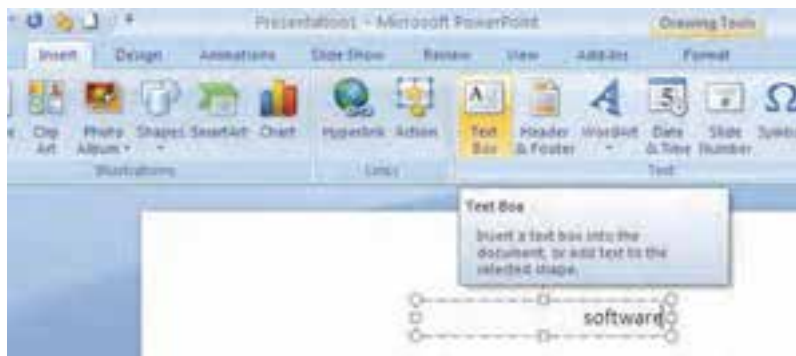 Presentation1 - Microsoft PowerPoint Drawing Tools
Insert Design Animations Slide Show Review View Add-Ins Format
Clip Art Photo Album Shapes SmartArt Chart Hyperlink Action Text Box Header & Footer WordArt Date & Time Slide Number Symbol
Illustrations Links Text
Text Box
Insert a text box into the
document, or add text to the
selected shape.
software